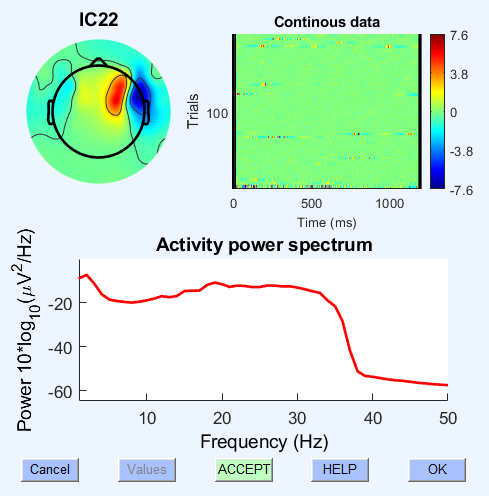 IC22
Continous data
Trials
100
0
500
1000
Time (ms)
7.6
3.8
0
-3.8
-7.6
Activity power spectrum
Power 10*log10(μV2/Hz)
-20
-40
-60
10
20
30
40
50
Frequency (Hz)
Cancel
Values
ACCEPT
HELP
OK